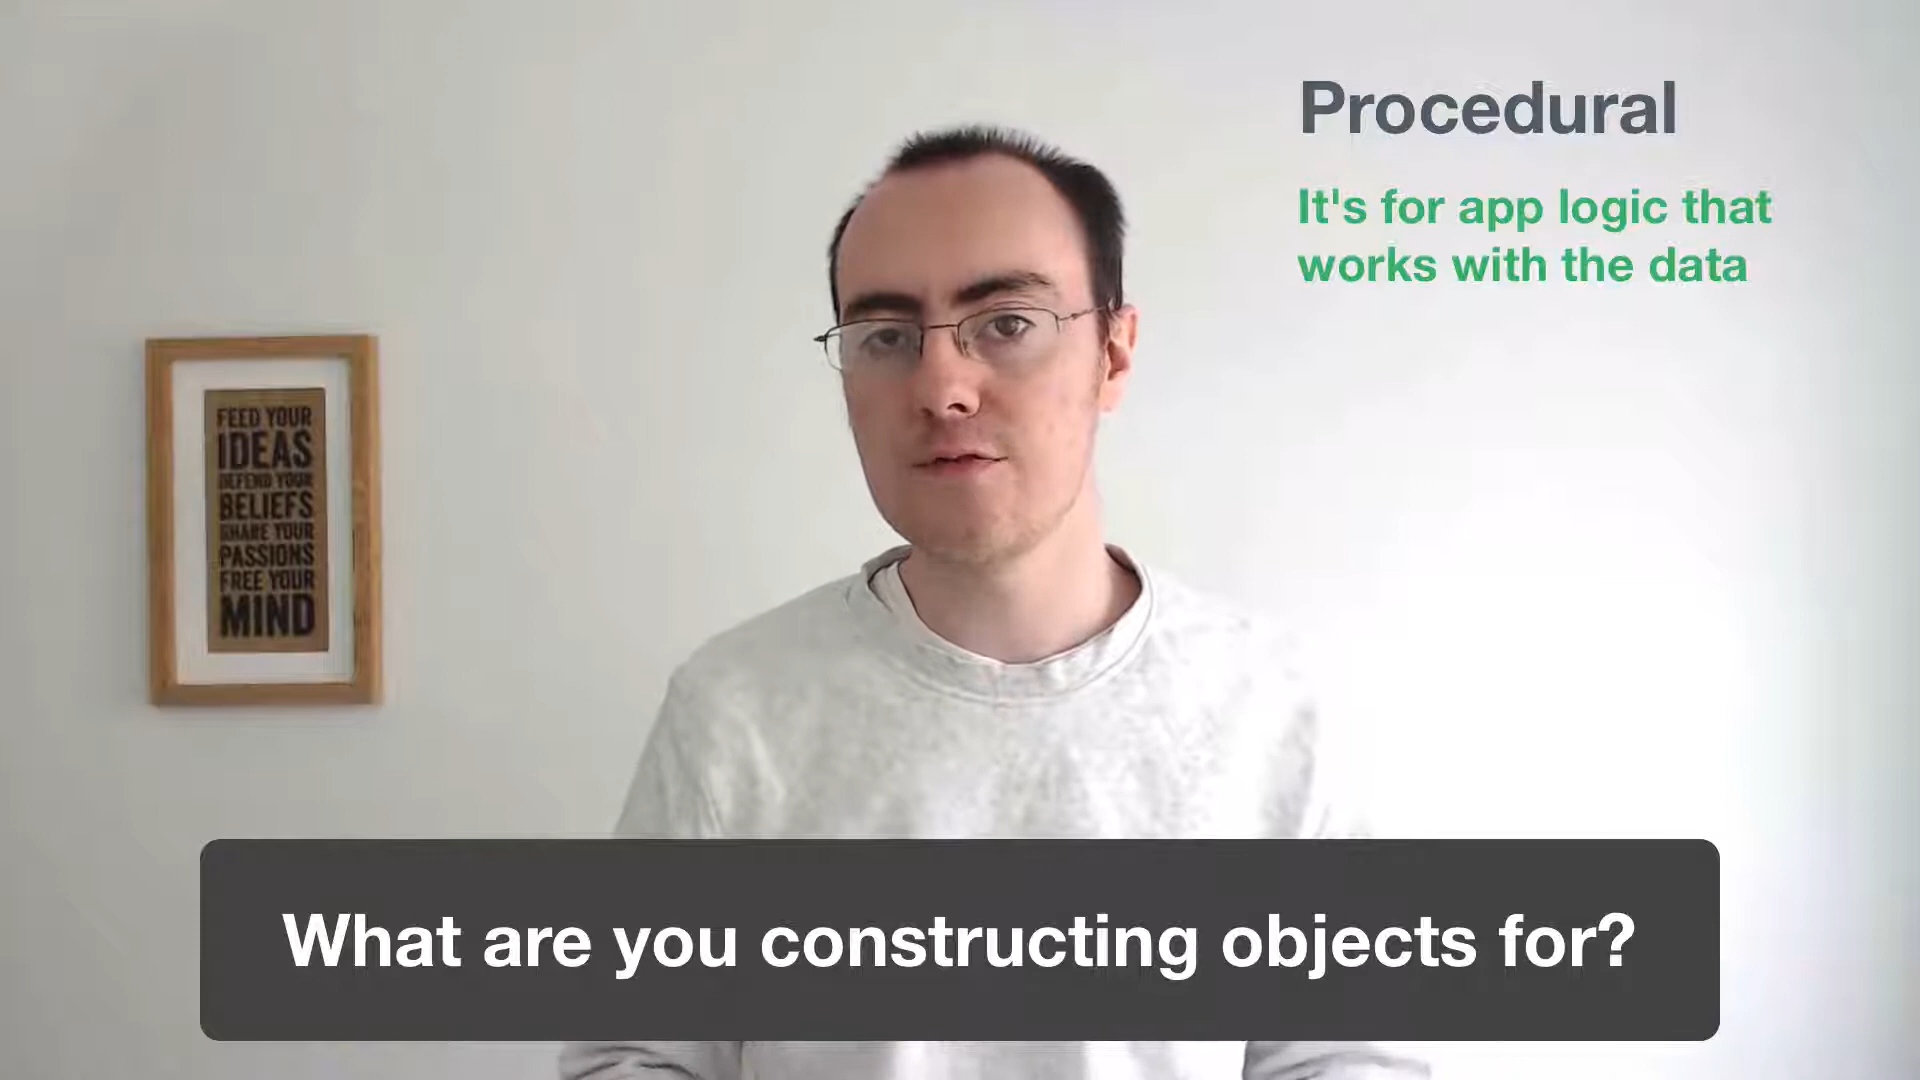 Procedural
It's for app logic that
works with the data
FEED YOUR
IDEAS
DEFEND YOUR
BELIEFS
SHARE YOUR
PASSIONS
FREE YOUR
MIND
What are you constructing objects for?